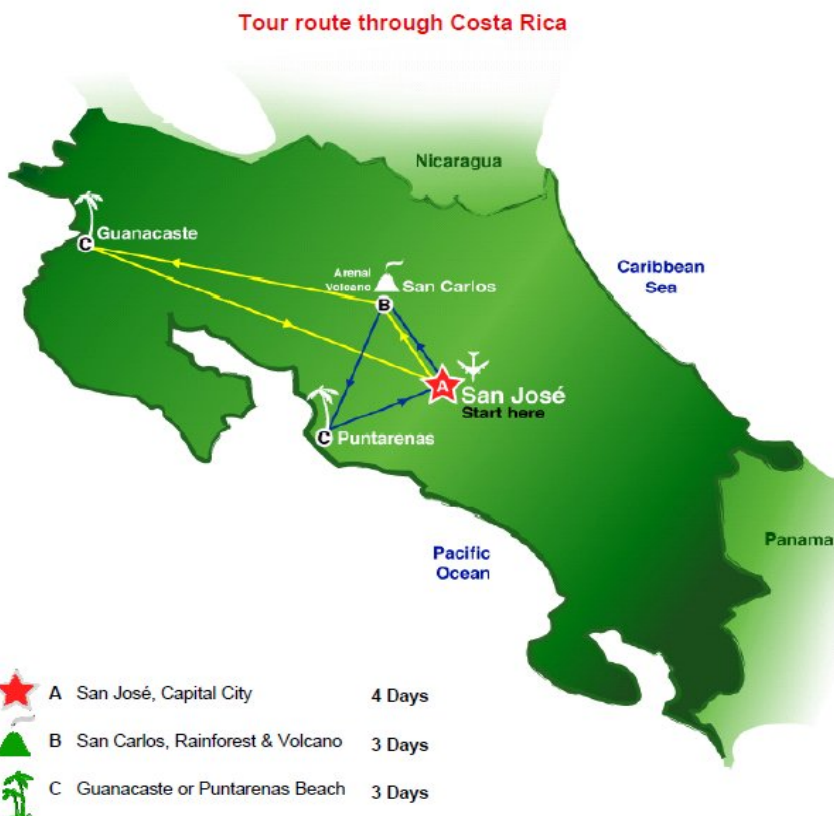 Tour route through Costa Rica
Nicaragua
C Guanacaste
Caribbean
Sea
Arenal
Volcano
San Carlos
B
A
San José
Start here
C Puntarenas
Pacific
Ocean
Panama
A San José, Capital City 4 Days
B San Carlos, Rainforest & Volcano 3 Days
C Guanacaste or Puntarenas Beach 3 Days